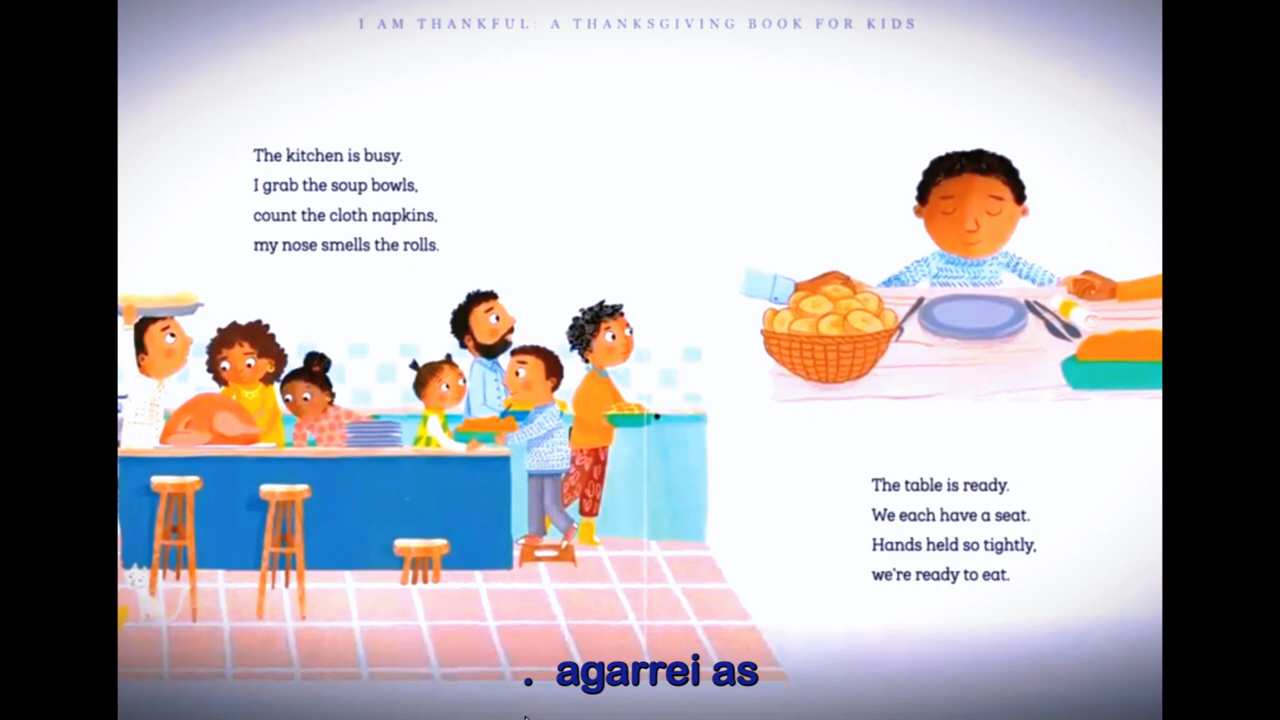 I AM THANKFUL: A THANKSGIVING BOOK FOR KIDS
The kitchen is busy.
I grab the soup bowls,
count the cloth napkins,
my nose smells the rolls.
The table is ready.
We each have a seat.
Hands held so tightly,
we're ready to eat.
. agarrei as